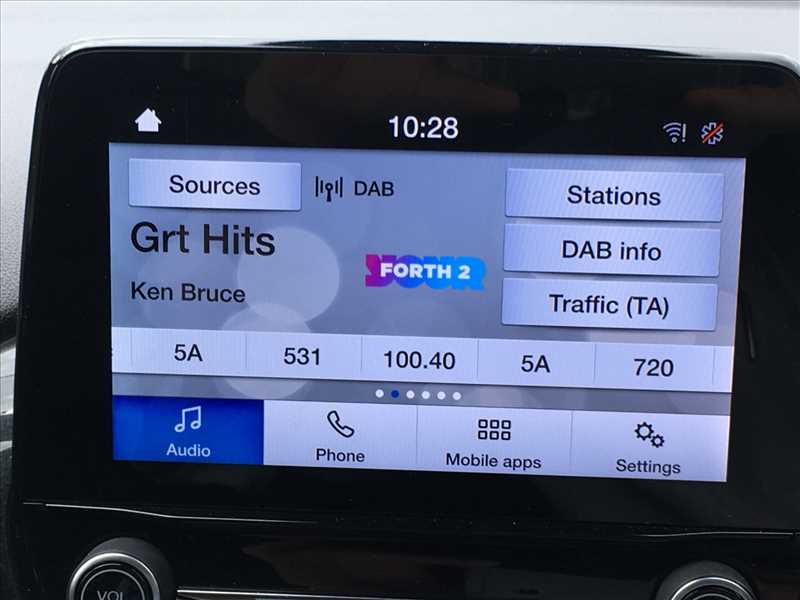 10:28
Sources
DAB
Stations
Grt Hits
YOUR
FORTH 2
DAB info
Ken Bruce
Traffic (TA)
5A 531 100.40 5A 720
Audio
Phone
Mobile apps
Settings
VOL